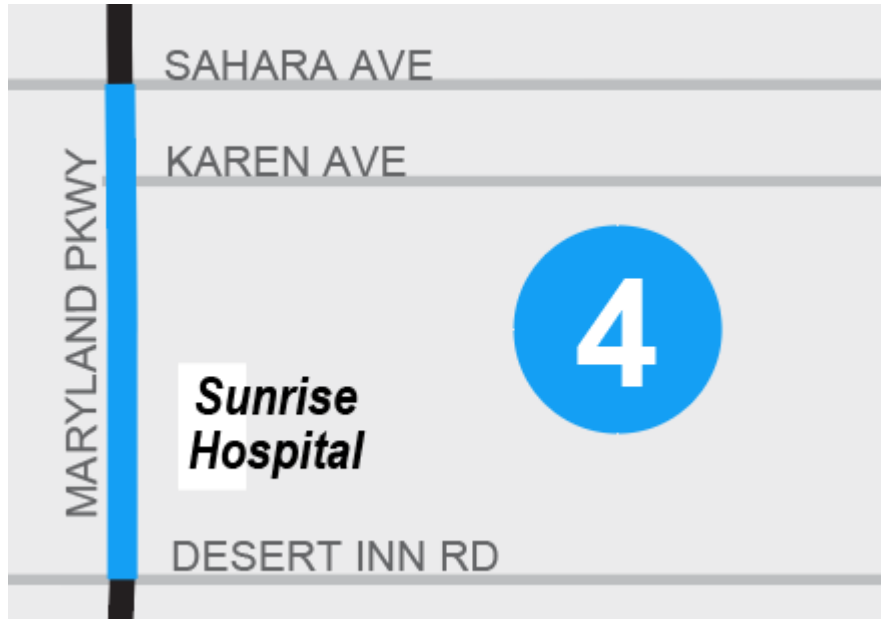 SAHARA AVE
KAREN AVE
MARYLAND PKWY
4
Sunrise
Hospital
DESERT INN RD